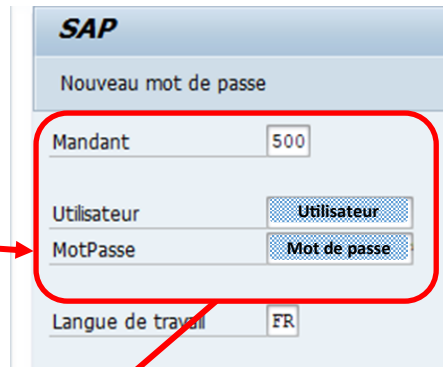 SAP
Nouveau mot de passe
Mandant 500
Utilisateur Utilisateur
MotPasse Mot de passe
Langue de travail FR